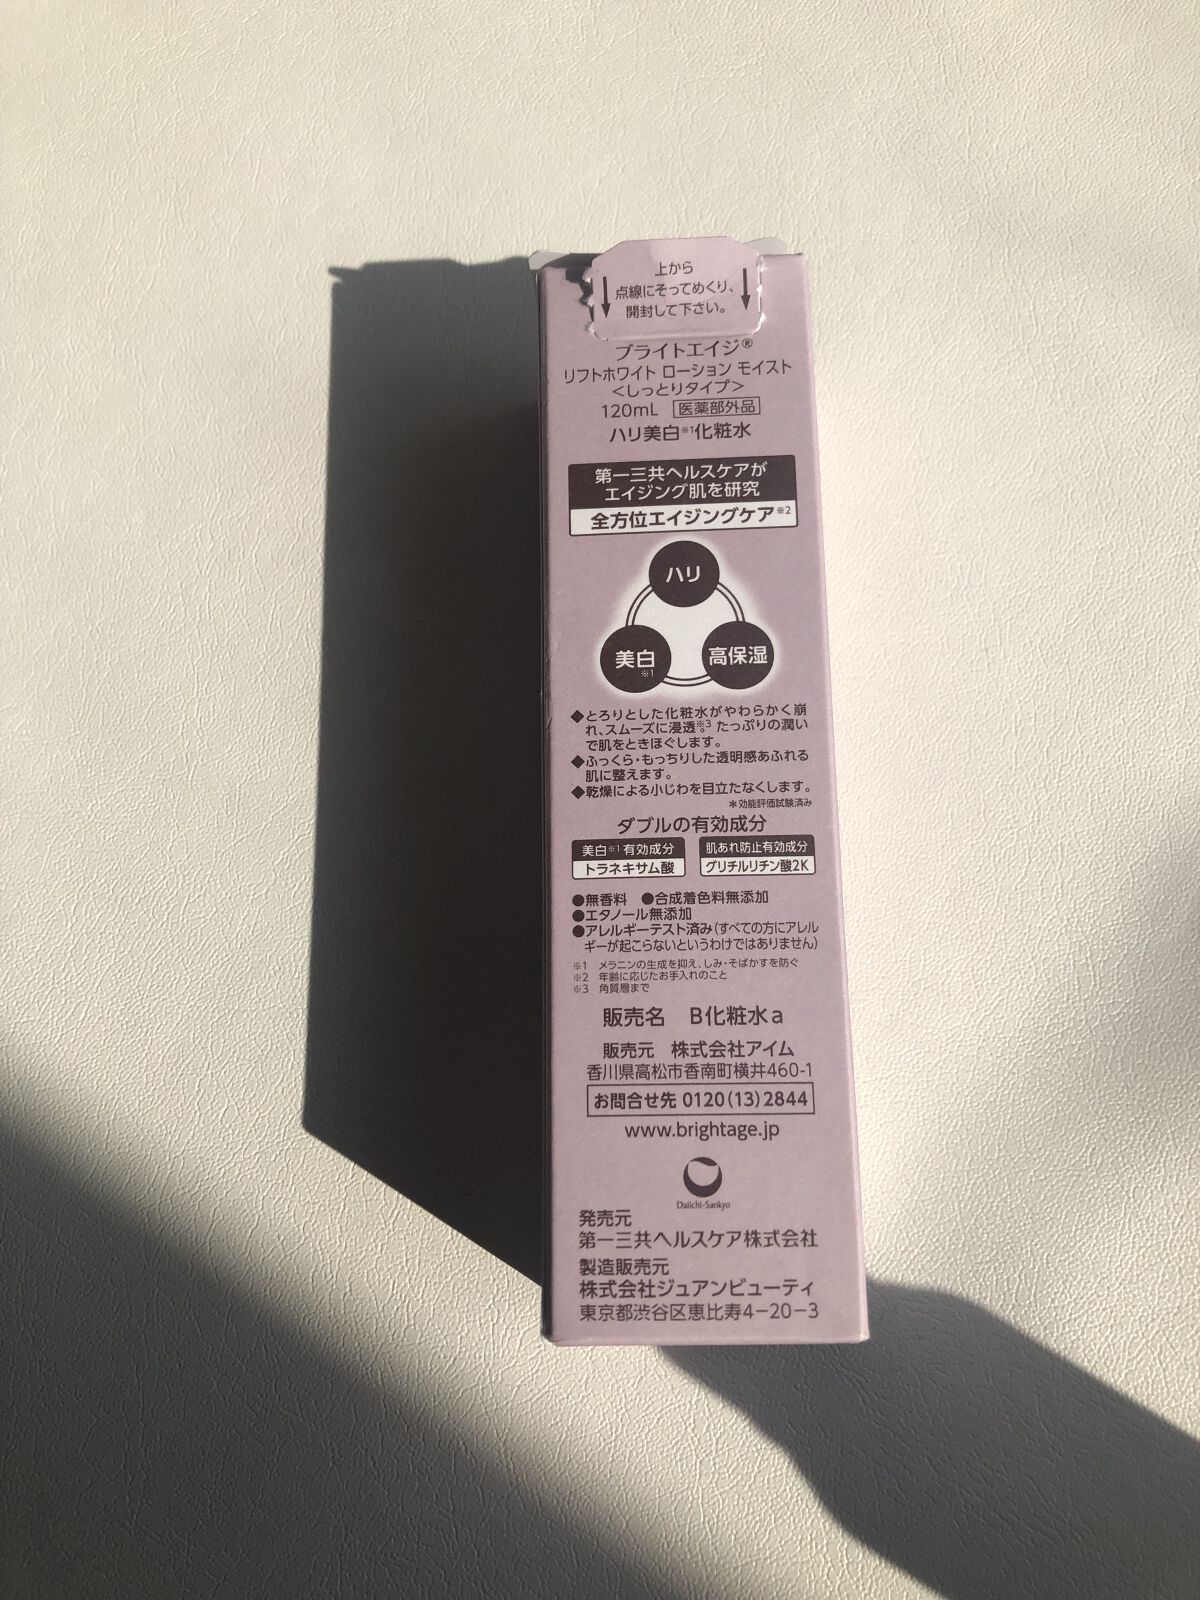 上から
点線にそってめくり、
開封して下さい。
ブライトエイジ®
リフトホワイト ローション モイスト
<しっとりタイプ>
120mL 医薬部外品
ハリ美白※1化粧水
第一三共ヘルスケアが
エイジング肌を研究
全方位エイジングケア※2
ハリ
美白※1
高保湿
◆とろりとした化粧水がやわらかく崩
れ、スムーズに浸透※3。たっぷりの潤い
で肌をときほぐします。
◆ふっくら・もっちりした透明感あふれる
肌に整えます。
◆乾燥による小じわを目立たなくします。
*効能評価試験済み
ダブルの有効成分
美白※1有効成分
トラネキサム酸
肌あれ防止有効成分
グリチルリチン酸2K
●無香料 ●合成着色料無添加
●エタノール無添加
●アレルギーテスト済み(すべての方にアレル
ギーが起こらないというわけではありません)
※1 メラニンの生成を抑え、しみ・そばかすを防ぐ
※2 年齢に応じたお手入れのこと
※3 角質層まで
販売名 B化粧水a
販売元 株式会社アイム
香川県高松市香南町横井460-1
お問合せ先 0120(13)2844
www.brightage.jp
Daiichi-Sankyo
発売元
第一三共ヘルスケア株式会社
製造販売元
株式会社ジュアンビューティ
東京都渋谷区恵比寿4-20-3